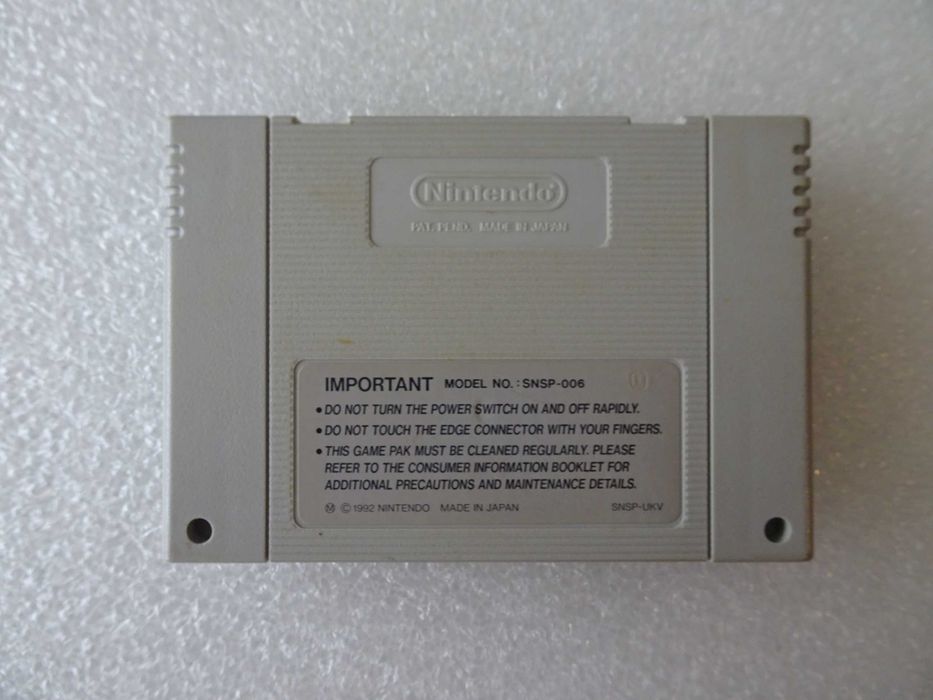 Nintendo
PAT. PEND. MADE IN JAPAN
IMPORTANT MODEL NO. : SNSP-006
• DO NOT TURN THE POWER SWITCH ON AND OFF RAPIDLY.
• DO NOT TOUCH THE EDGE CONNECTOR WITH YOUR FINGERS.
• THIS GAME PAK MUST BE CLEANED REGULARLY. PLEASE
REFER TO THE CONSUMER INFORMATION BOOKLET FOR
ADDITIONAL PRECAUTIONS AND MAINTENANCE DETAILS.
Ⓜ ©1992 NINTENDO MADE IN JAPAN SNSP-UKV